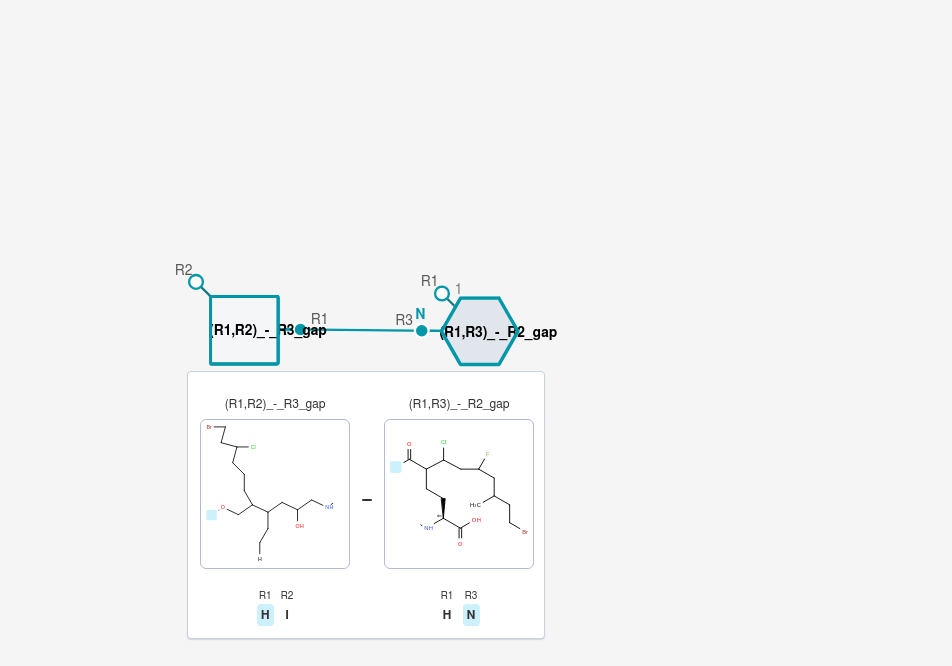 R2
R1
1
N
R1
R3
(R1,R2)_-_R3_gap
(R1,R3)_-_R2_gap
(R1,R2)_-_R3_gap
(R1,R3)_-_R2_gap
Br
Cl
O
NH
OH
H
–
O
Cl
F
H₃C
Br
NH
OH
O
R1 R2
H I
R1 R3
H N